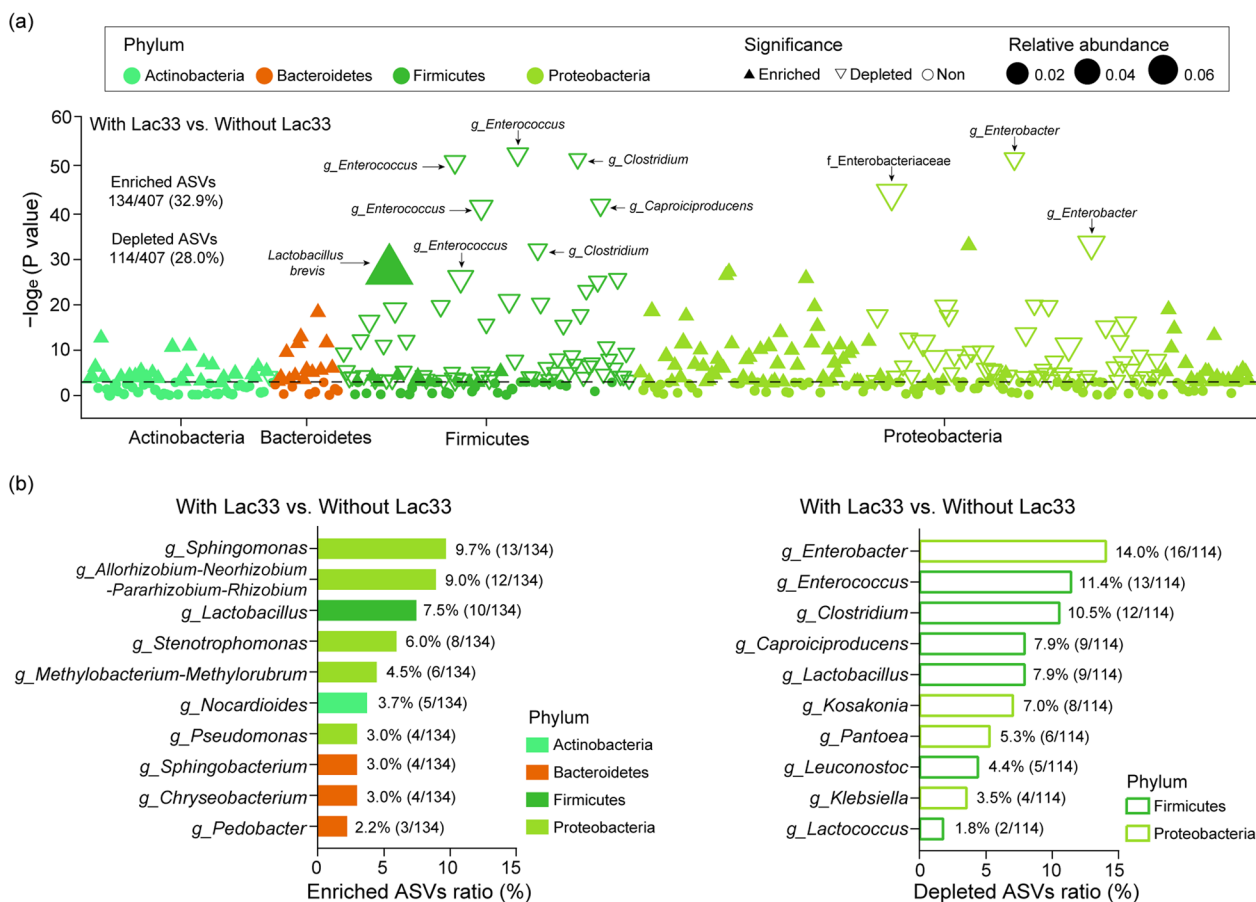 (a)
Phylum
Actinobacteria
Bacteroidetes
Firmicutes
Proteobacteria
Significance
Enriched
Depleted
Non
Relative abundance
0.02
0.04
0.06
With Lac33 vs. Without Lac33
Enriched ASVs
134/407 (32.9%)
Depleted ASVs
114/407 (28.0%)
−loge (P value)
60
50
40
30
20
10
0
g_Enterococcus
g_Enterococcus
g_Clostridium
g_Enterococcus
g_Caproiciproducens
g_Enterococcus
g_Clostridium
Lactobacillus
brevis
f_Enterobacteriaceae
g_Enterobacter
g_Enterobacter
Actinobacteria
Bacteroidetes
Firmicutes
Proteobacteria
(b)
With Lac33 vs. Without Lac33
g_Sphingomonas 9.7% (13/134)
g_Allorhizobium-Neorhizobium
-Pararhizobium-Rhizobium 9.0% (12/134)
g_Lactobacillus 7.5% (10/134)
g_Stenotrophomonas 6.0% (8/134)
g_Methylobacterium-Methylorubrum 4.5% (6/134)
g_Nocardioides 3.7% (5/134)
g_Pseudomonas 3.0% (4/134)
g_Sphingobacterium 3.0% (4/134)
g_Chryseobacterium 3.0% (4/134)
g_Pedobacter 2.2% (3/134)
0 5 10 15
Enriched ASVs ratio (%)
Phylum
Actinobacteria
Bacteroidetes
Firmicutes
Proteobacteria
With Lac33 vs. Without Lac33
g_Enterobacter 14.0% (16/114)
g_Enterococcus 11.4% (13/114)
g_Clostridium 10.5% (12/114)
g_Caproiciproducens 7.9% (9/114)
g_Lactobacillus 7.9% (9/114)
g_Kosakonia 7.0% (8/114)
g_Pantoea 5.3% (6/114)
g_Leuconostoc 4.4% (5/114)
g_Klebsiella 3.5% (4/114)
g_Lactococcus 1.8% (2/114)
0 5 10 15
Depleted ASVs ratio (%)
Phylum
Firmicutes
Proteobacteria